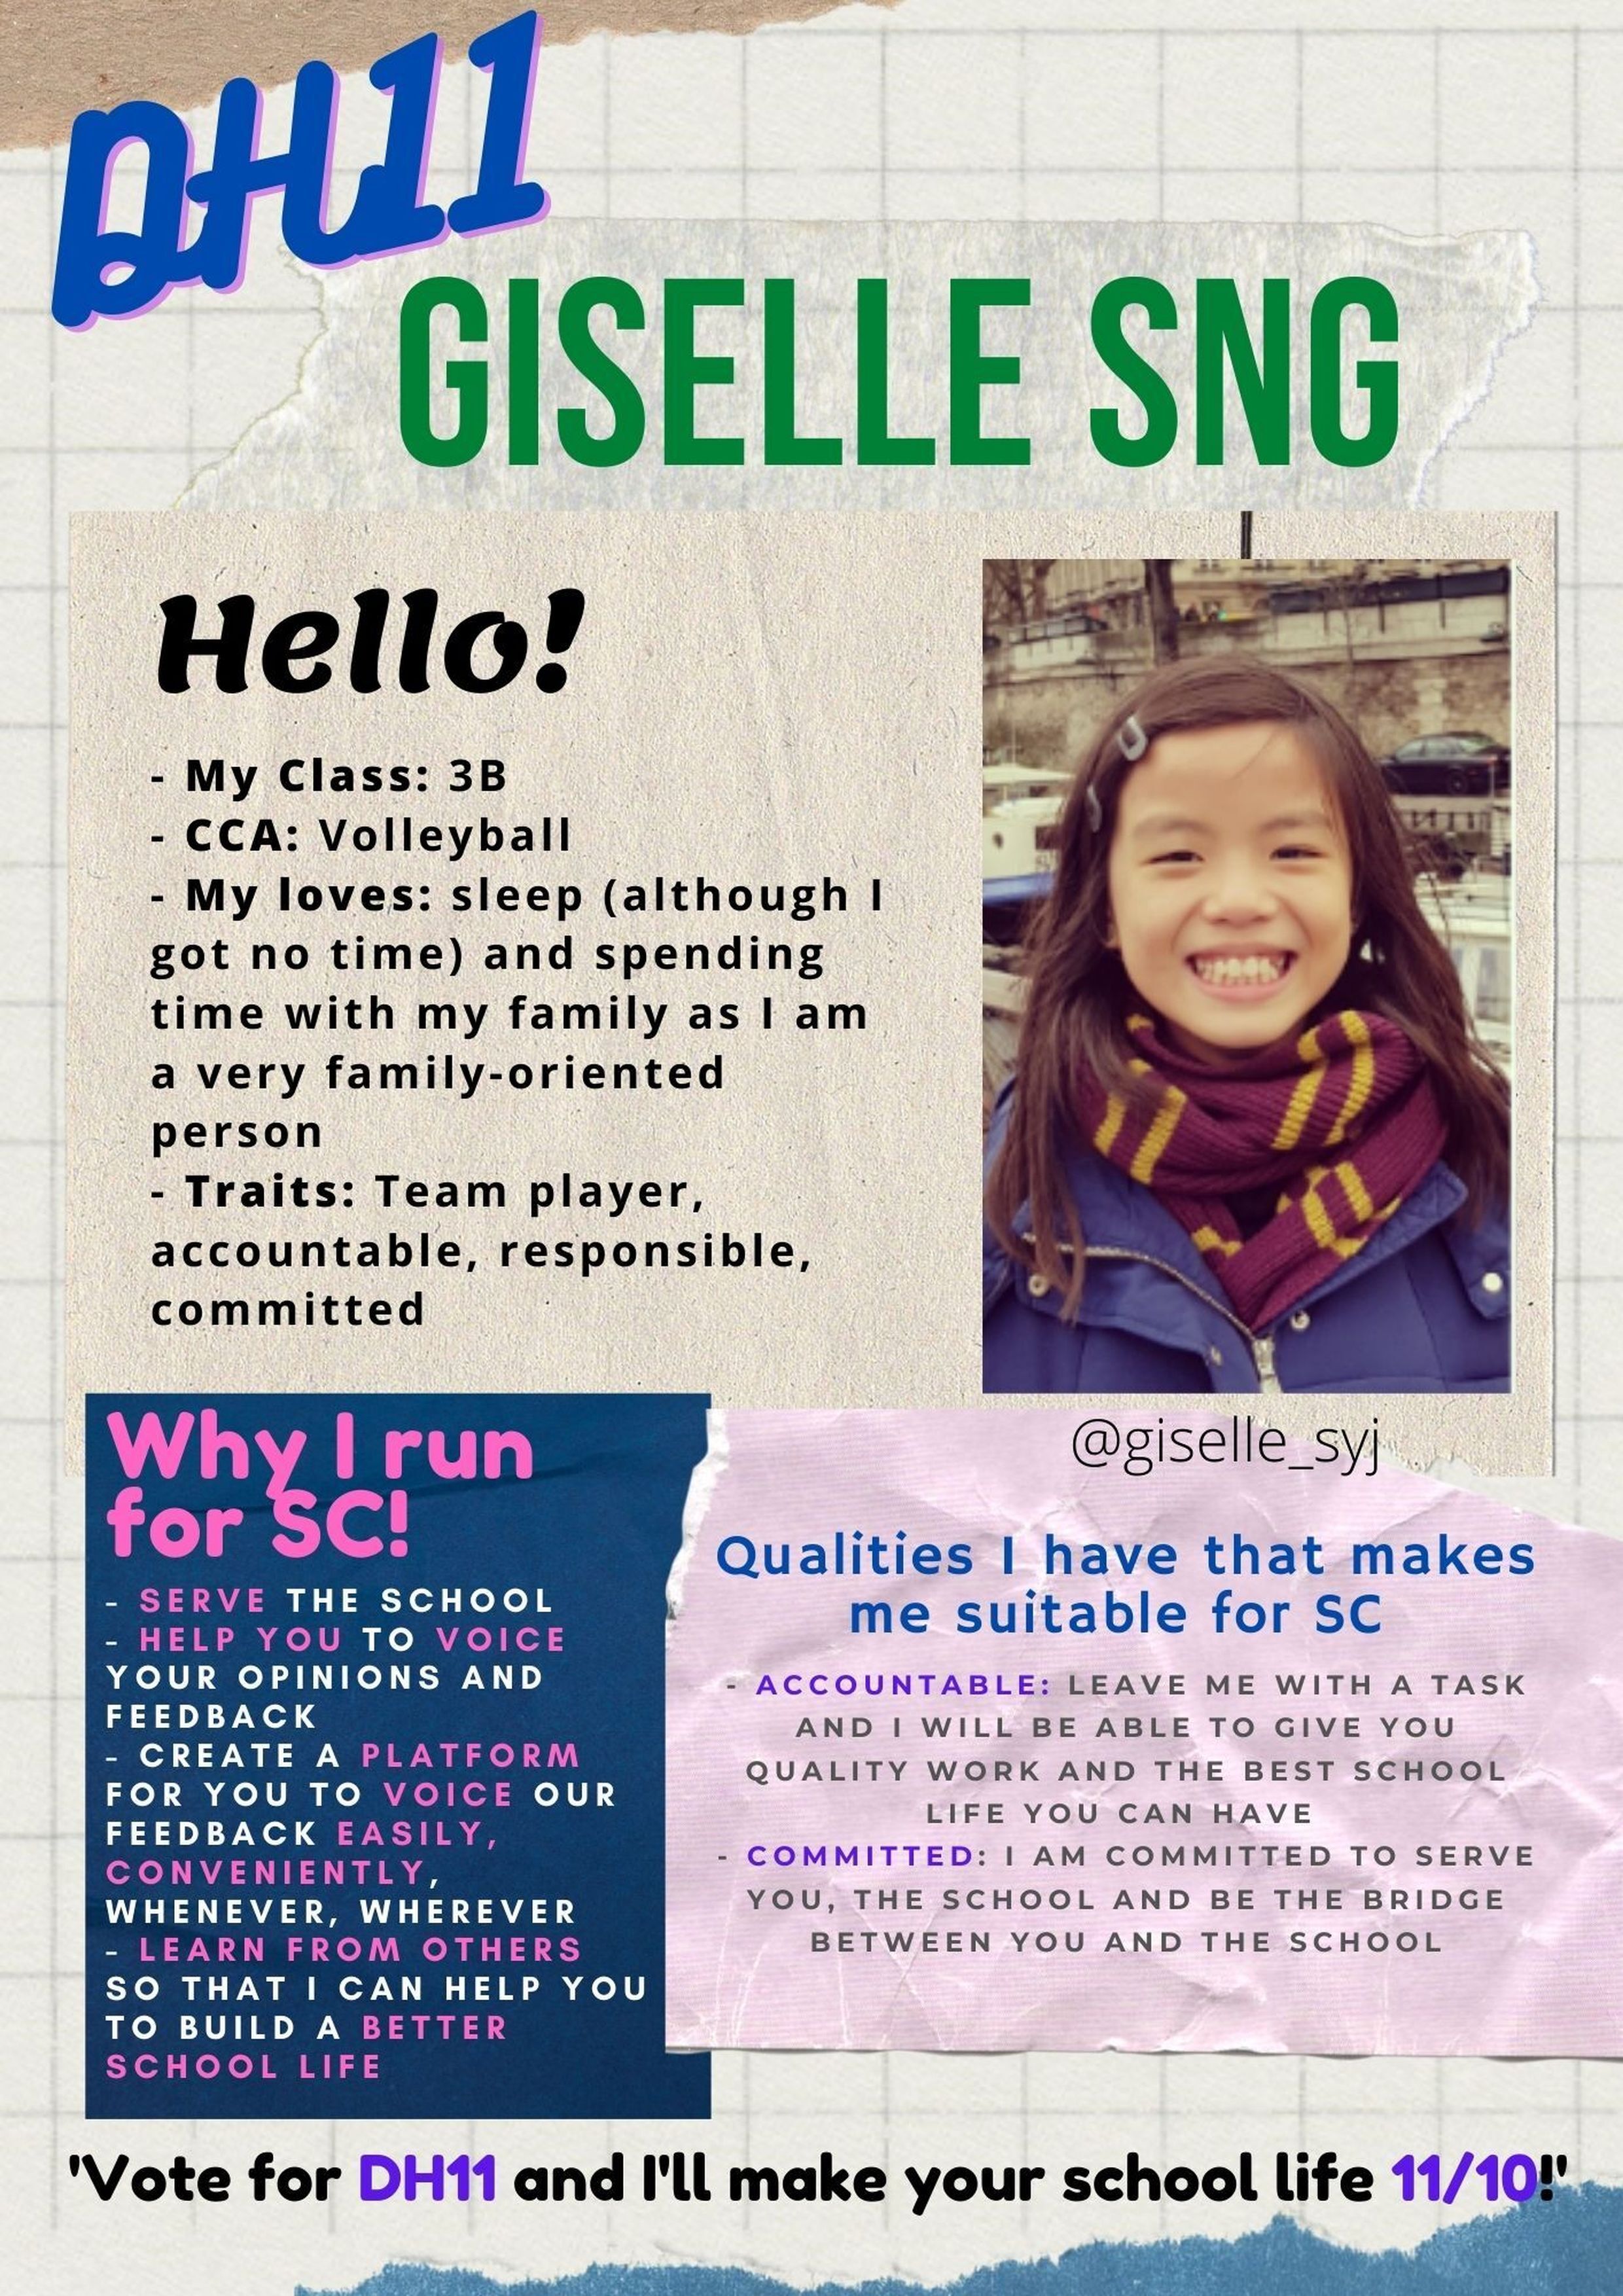 DH11
GISELLE SNG
Hello!
- My Class: 3B
- CCA: Volleyball
- My loves: sleep (although I
got no time) and spending
time with my family as I am
a very family-oriented
person
- Traits: Team player,
accountable, responsible,
committed
@giselle_syj
Why I run
for SC!
- SERVE THE SCHOOL
- HELP YOU TO VOICE
YOUR OPINIONS AND
FEEDBACK
- CREATE A PLATFORM
FOR YOU TO VOICE OUR
FEEDBACK EASILY,
CONVENIENTLY,
WHENEVER, WHEREVER
- LEARN FROM OTHERS
SO THAT I CAN HELP YOU
TO BUILD A BETTER
SCHOOL LIFE
Qualities I have that makes
me suitable for SC
- ACCOUNTABLE: LEAVE ME WITH A TASK
AND I WILL BE ABLE TO GIVE YOU
QUALITY WORK AND THE BEST SCHOOL
LIFE YOU CAN HAVE
- COMMITTED: I AM COMMITTED TO SERVE
YOU, THE SCHOOL AND BE THE BRIDGE
BETWEEN YOU AND THE SCHOOL
'Vote for DH11 and I'll make your school life 11/10!'